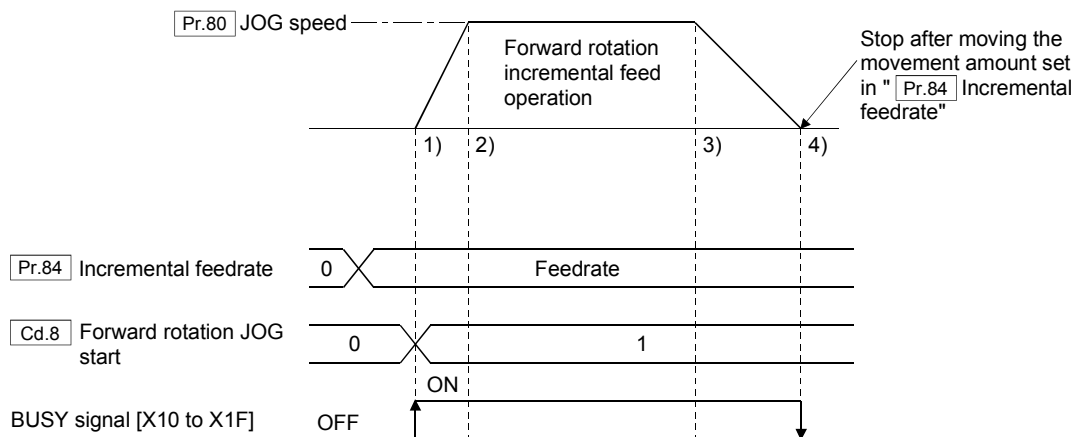 Pr.80 JOG speed
Forward rotation
incremental feed
operation
Stop after moving the
movement amount set
in " Pr.84 Incremental
feedrate"
1) 2) 3) 4)
Pr.84 Incremental feedrate
0 Feedrate
Cd.8 Forward rotation JOG
start
0 1
ON
BUSY signal [X10 to X1F] OFF